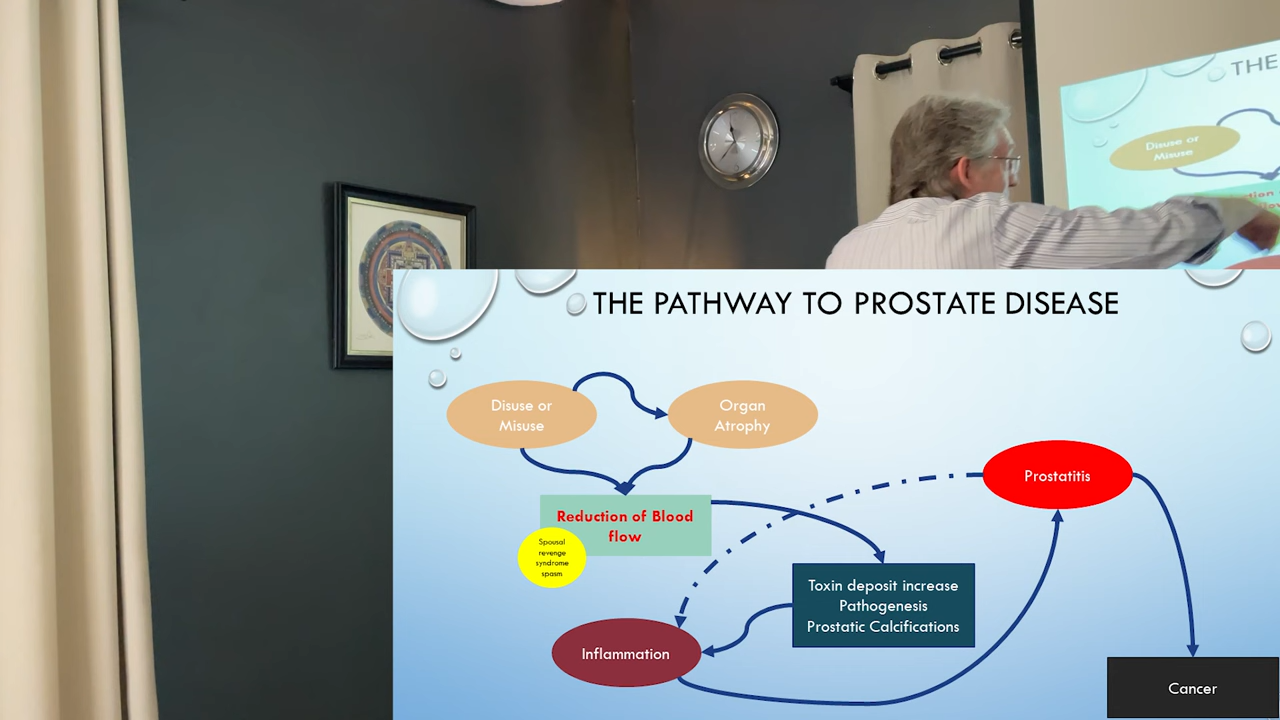 THE
Disuse or
Misuse
THE PATHWAY TO PROSTATE DISEASE
Disuse or
Misuse
Organ
Atrophy
Prostatitis
Reduction of Blood
flow
Spousal
revenge
syndrome
spasm
Toxin deposit increase
Pathogenesis
Prostatic Calcifications
Inflammation
Cancer